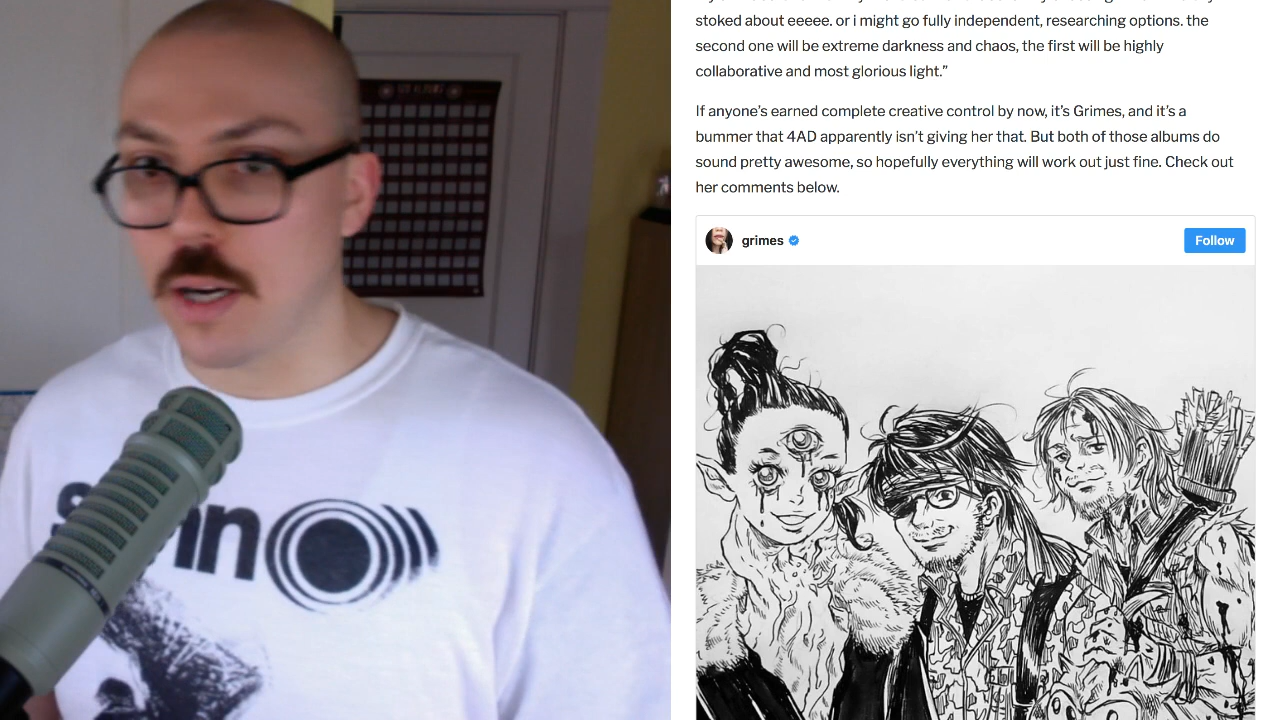 stoked about eeeee. or i might go fully independent, researching options. the
second one will be extreme darkness and chaos, the first will be highly
collaborative and most glorious light.”
If anyone’s earned complete creative control by now, it’s Grimes, and it’s a
bummer that 4AD apparently isn’t giving her that. But both of those albums do
sound pretty awesome, so hopefully everything will work out just fine. Check out
her comments below.
grimes
Follow